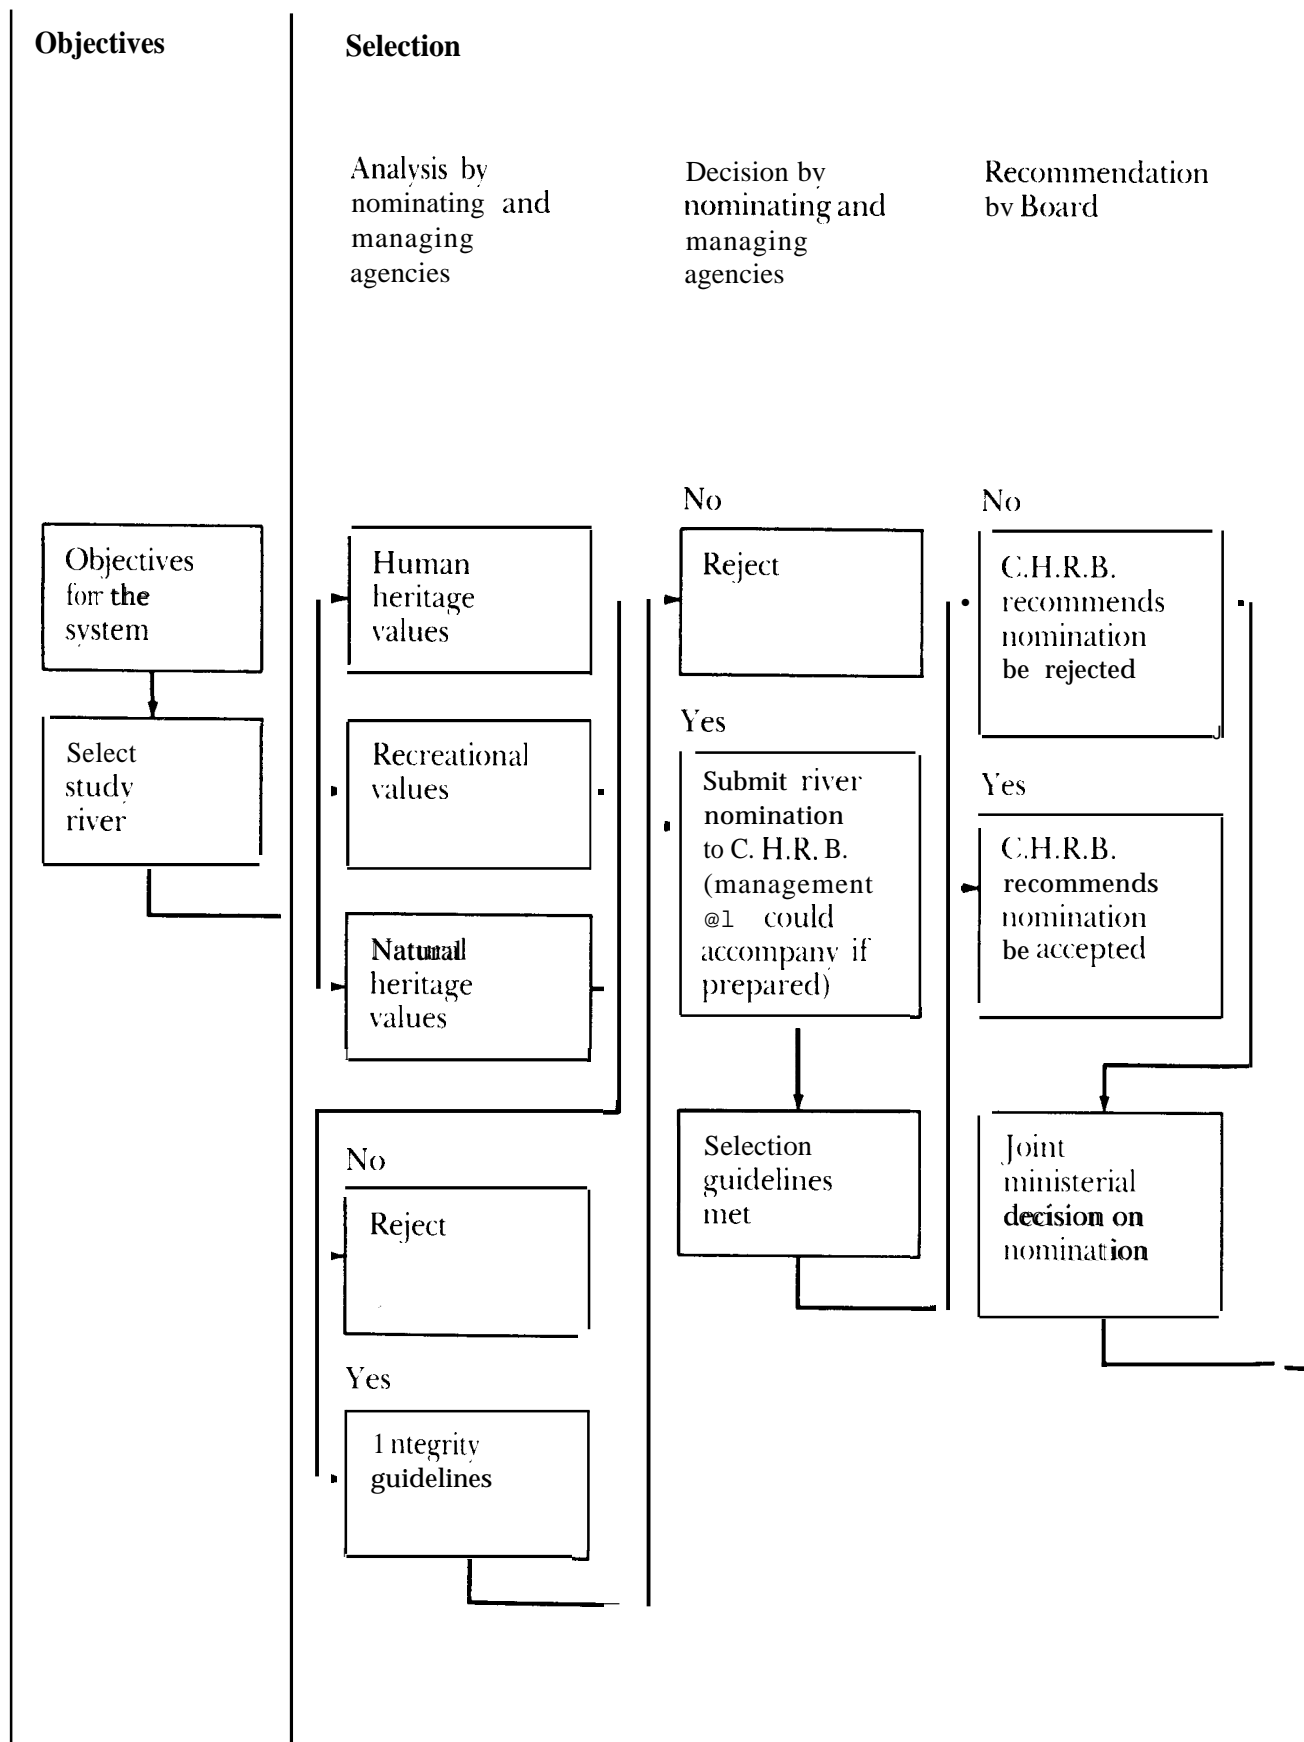 Objectives
Selection
Analysis by
nominating and
managing
agencies
Decision by
nominating and
managing
agencies
Recommendation
by Board
Objectives
for the
system
Select
study
river
Human
heritage
values
Recreational
values
Natural
heritage
values
No
Reject
Yes
Integrity
guidelines
No
Reject
Yes
Submit river
nomination
to C. H.R. B.
(management
@l could
accompany if
prepared)
Selection
guidelines
met
No
C.H.R.B.
recommends
nomination
be rejected
Yes
C.H.R.B.
recommends
nomination
be accepted
Joint
ministerial
decision on
nomination